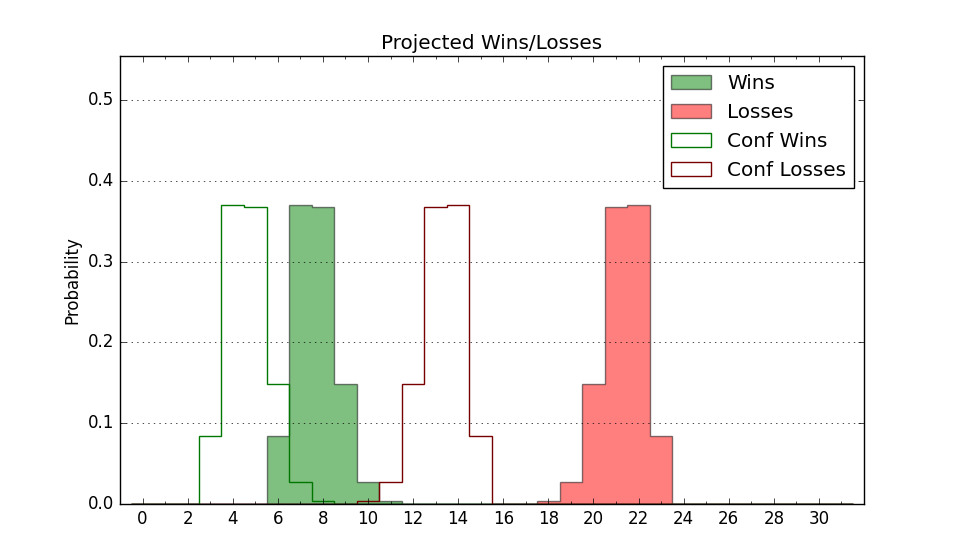 Projected Wins/Losses
Wins
Losses
Conf Wins
Conf Losses
Probability
0.5
0.4
0.3
0.2
0.1
0.0
0 2 4 6 8 10 12 14 16 18 20 22 24 26 28 30